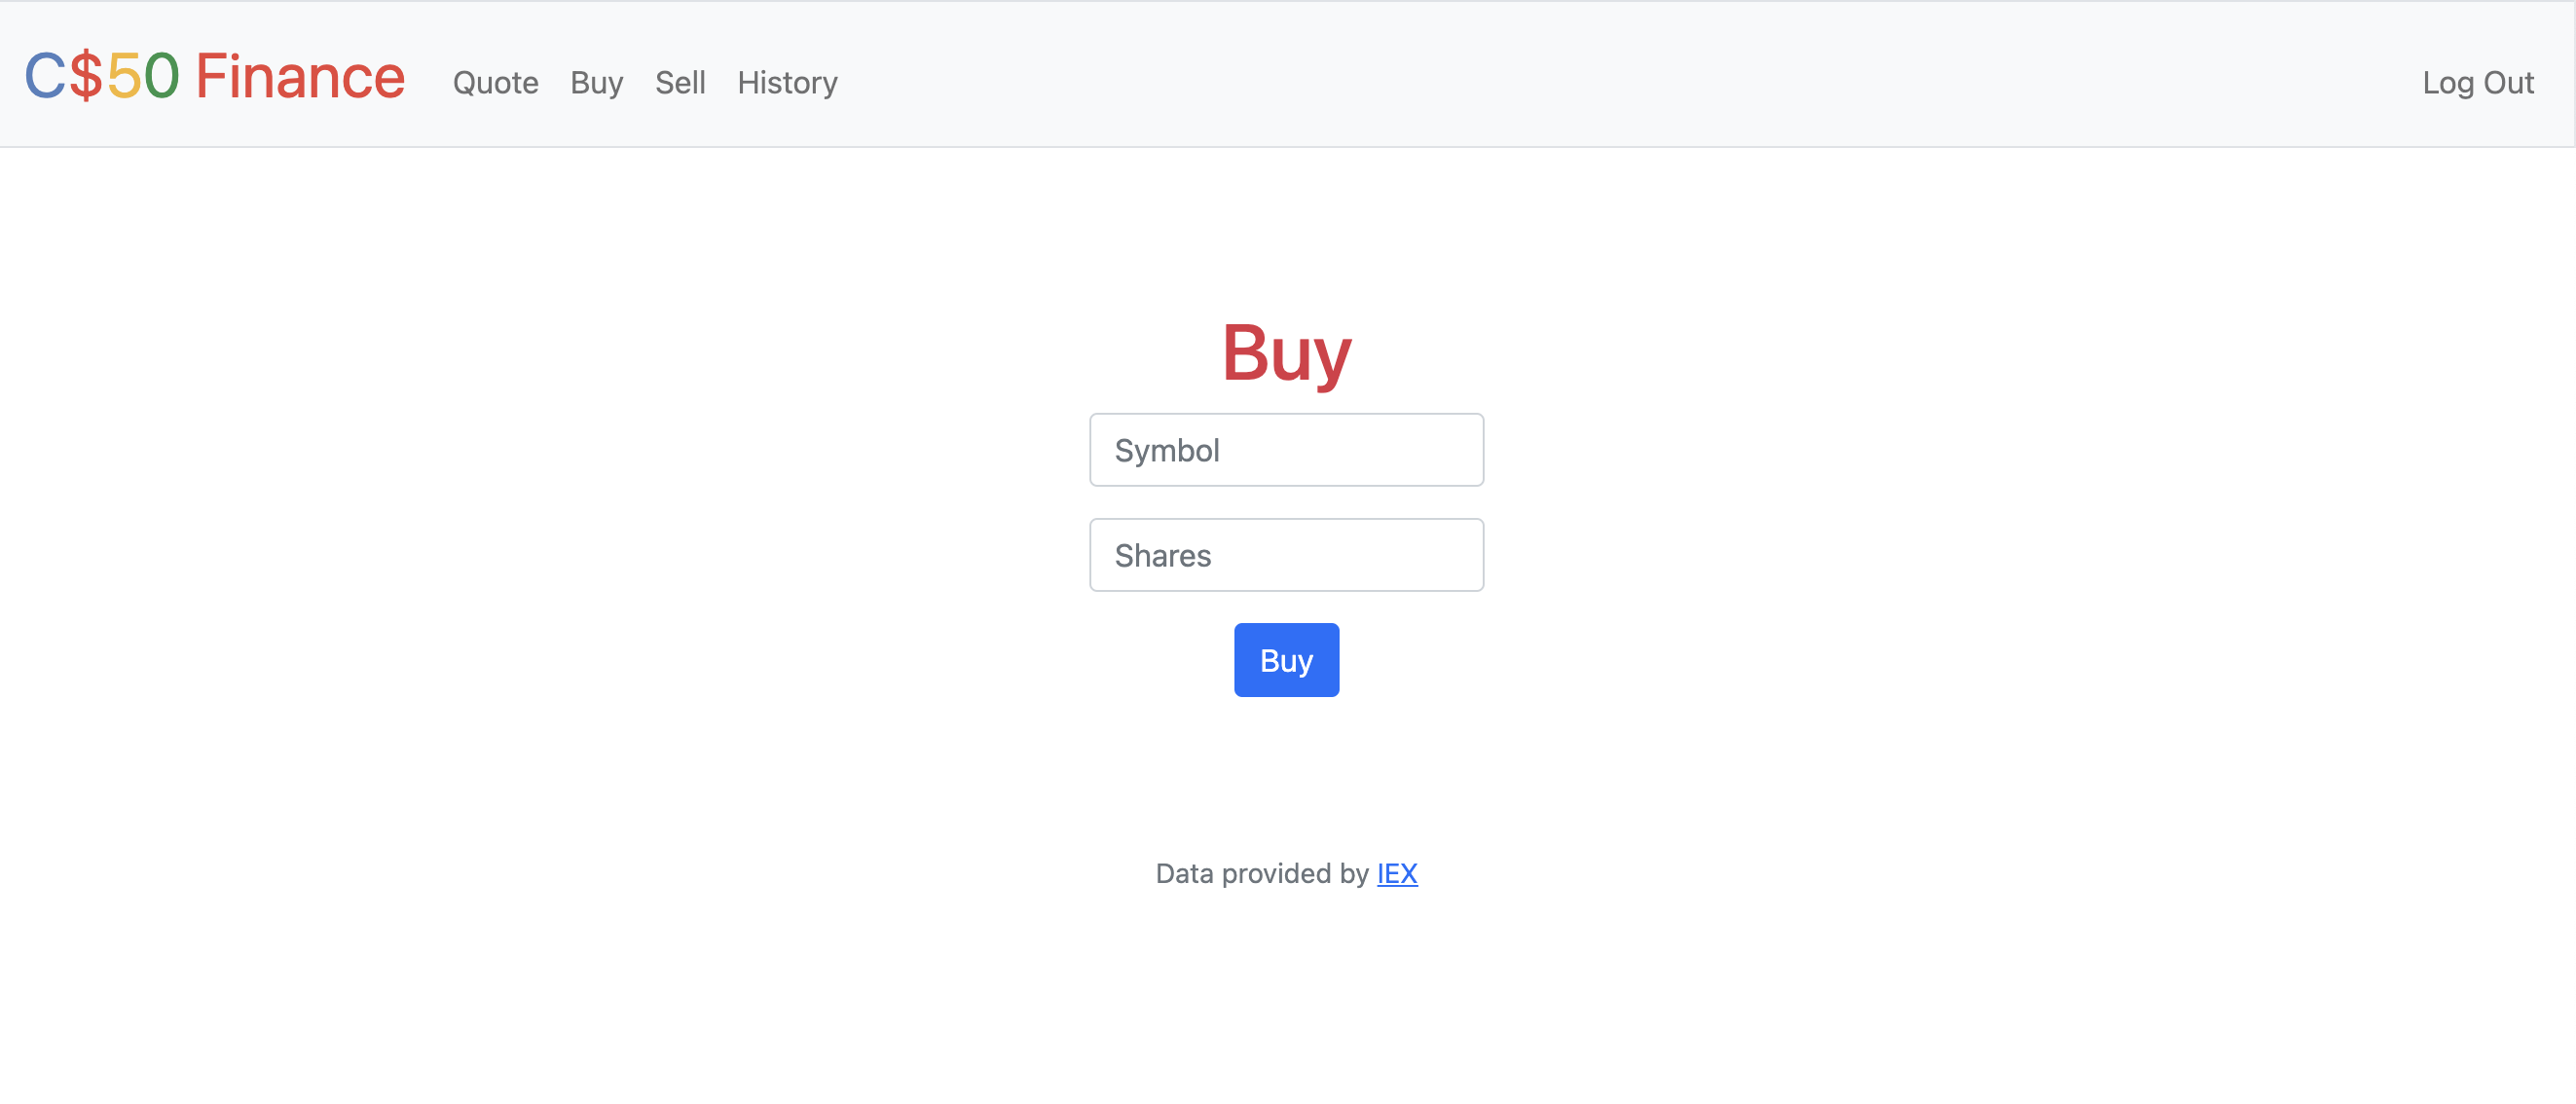 C$50 Finance Quote Buy Sell History Log Out
Buy
Symbol
Shares
Buy
Data provided by IEX